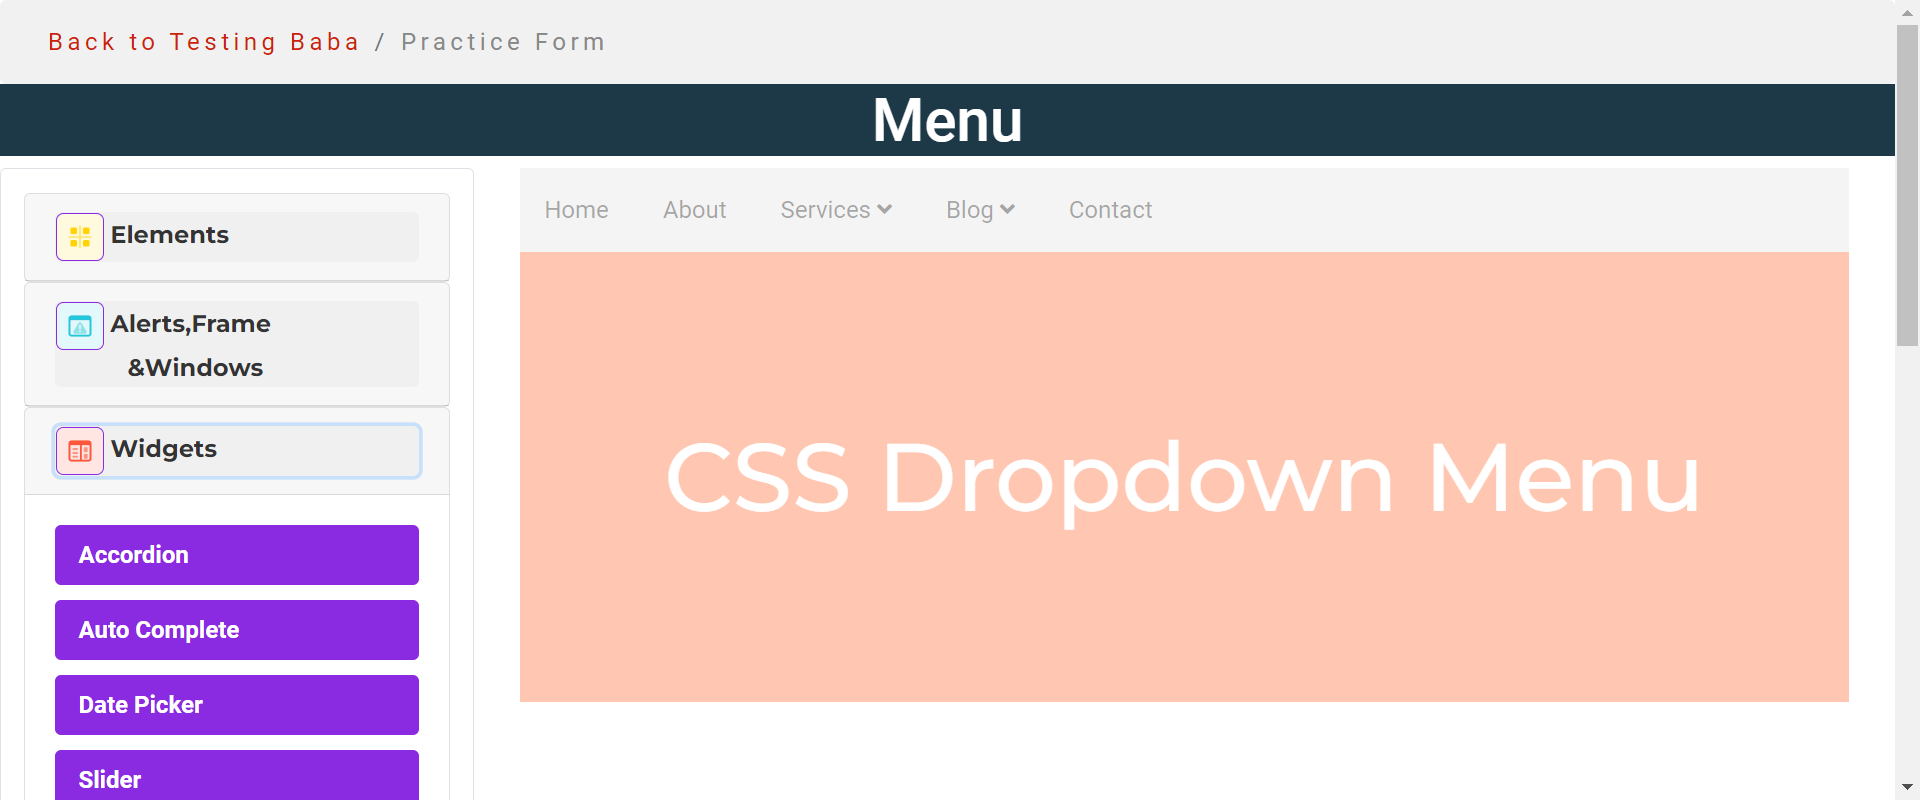 Back to Testing Baba / Practice Form
Menu
Elements
Alerts,Frame
&Windows
Widgets
Accordion
Auto Complete
Date Picker
Slider
Home About Services Blog Contact
CSS Dropdown Menu